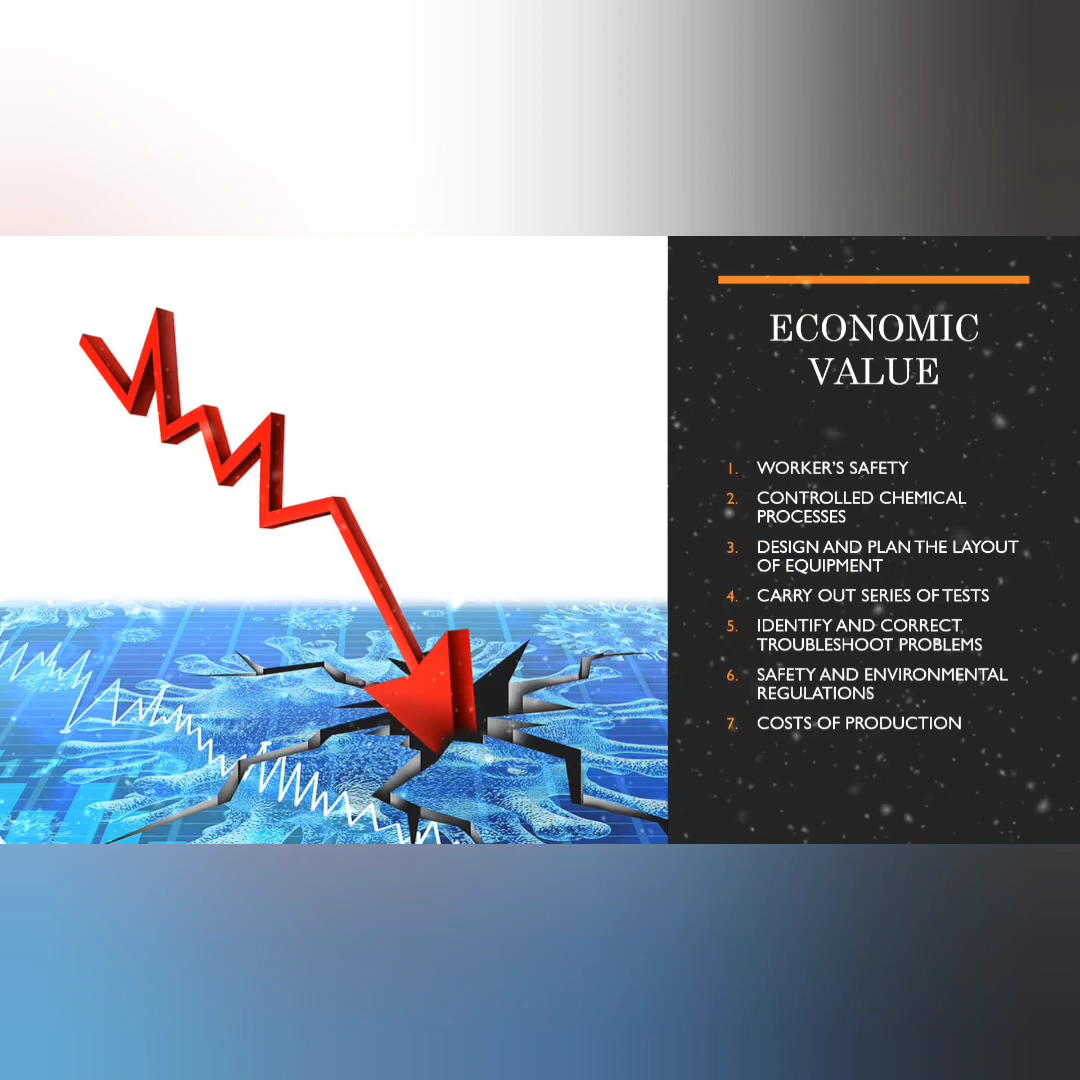 ECONOMIC
VALUE
1. WORKER'S SAFETY
2. CONTROLLED CHEMICAL
PROCESSES
3. DESIGN AND PLAN THE LAYOUT
OF EQUIPMENT
4. CARRY OUT SERIES OF TESTS
5. IDENTIFY AND CORRECT
TROUBLESHOOT PROBLEMS
6. SAFETY AND ENVIRONMENTAL
REGULATIONS
7. COSTS OF PRODUCTION